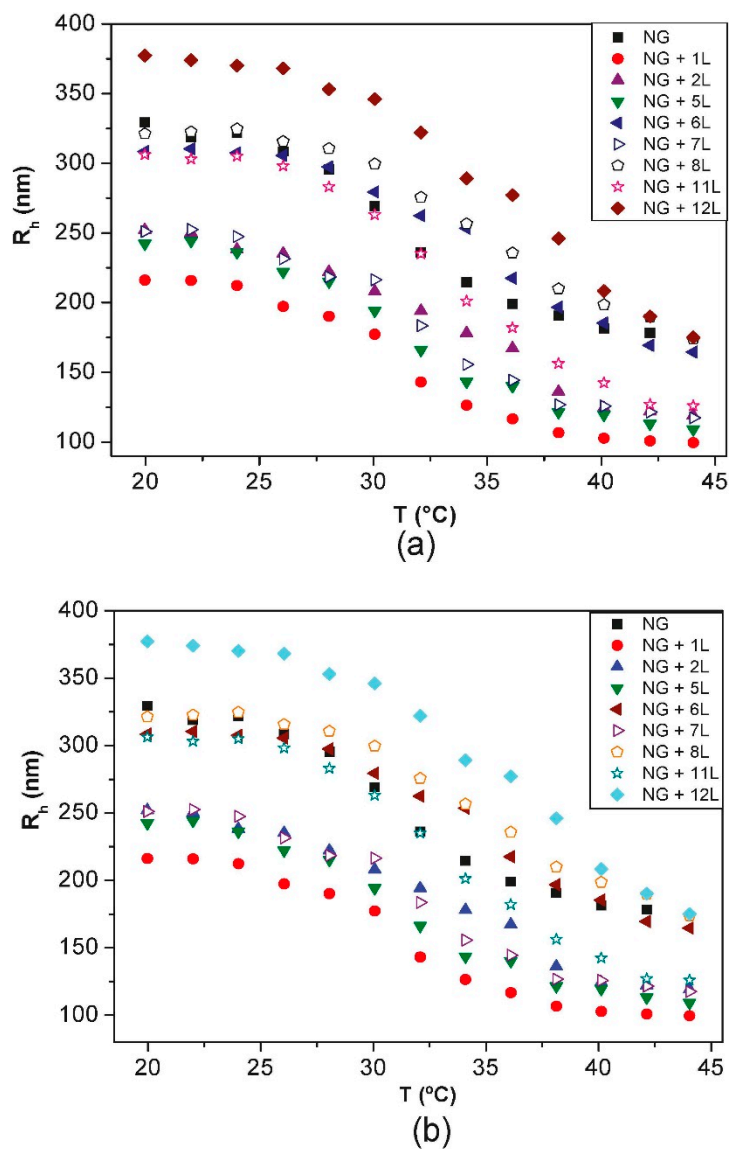 400
350
300
250
200
150
100
R_h (nm)
NG
NG + 1L
NG + 2L
NG + 5L
NG + 6L
NG + 7L
NG + 8L
NG + 11L
NG + 12L
20 25 30 35 40 45
T (°C)
(a)
400
350
300
250
200
150
100
R_h (nm)
NG
NG + 1L
NG + 2L
NG + 5L
NG + 6L
NG + 7L
NG + 8L
NG + 11L
NG + 12L
20 25 30 35 40 45
T (ºC)
(b)